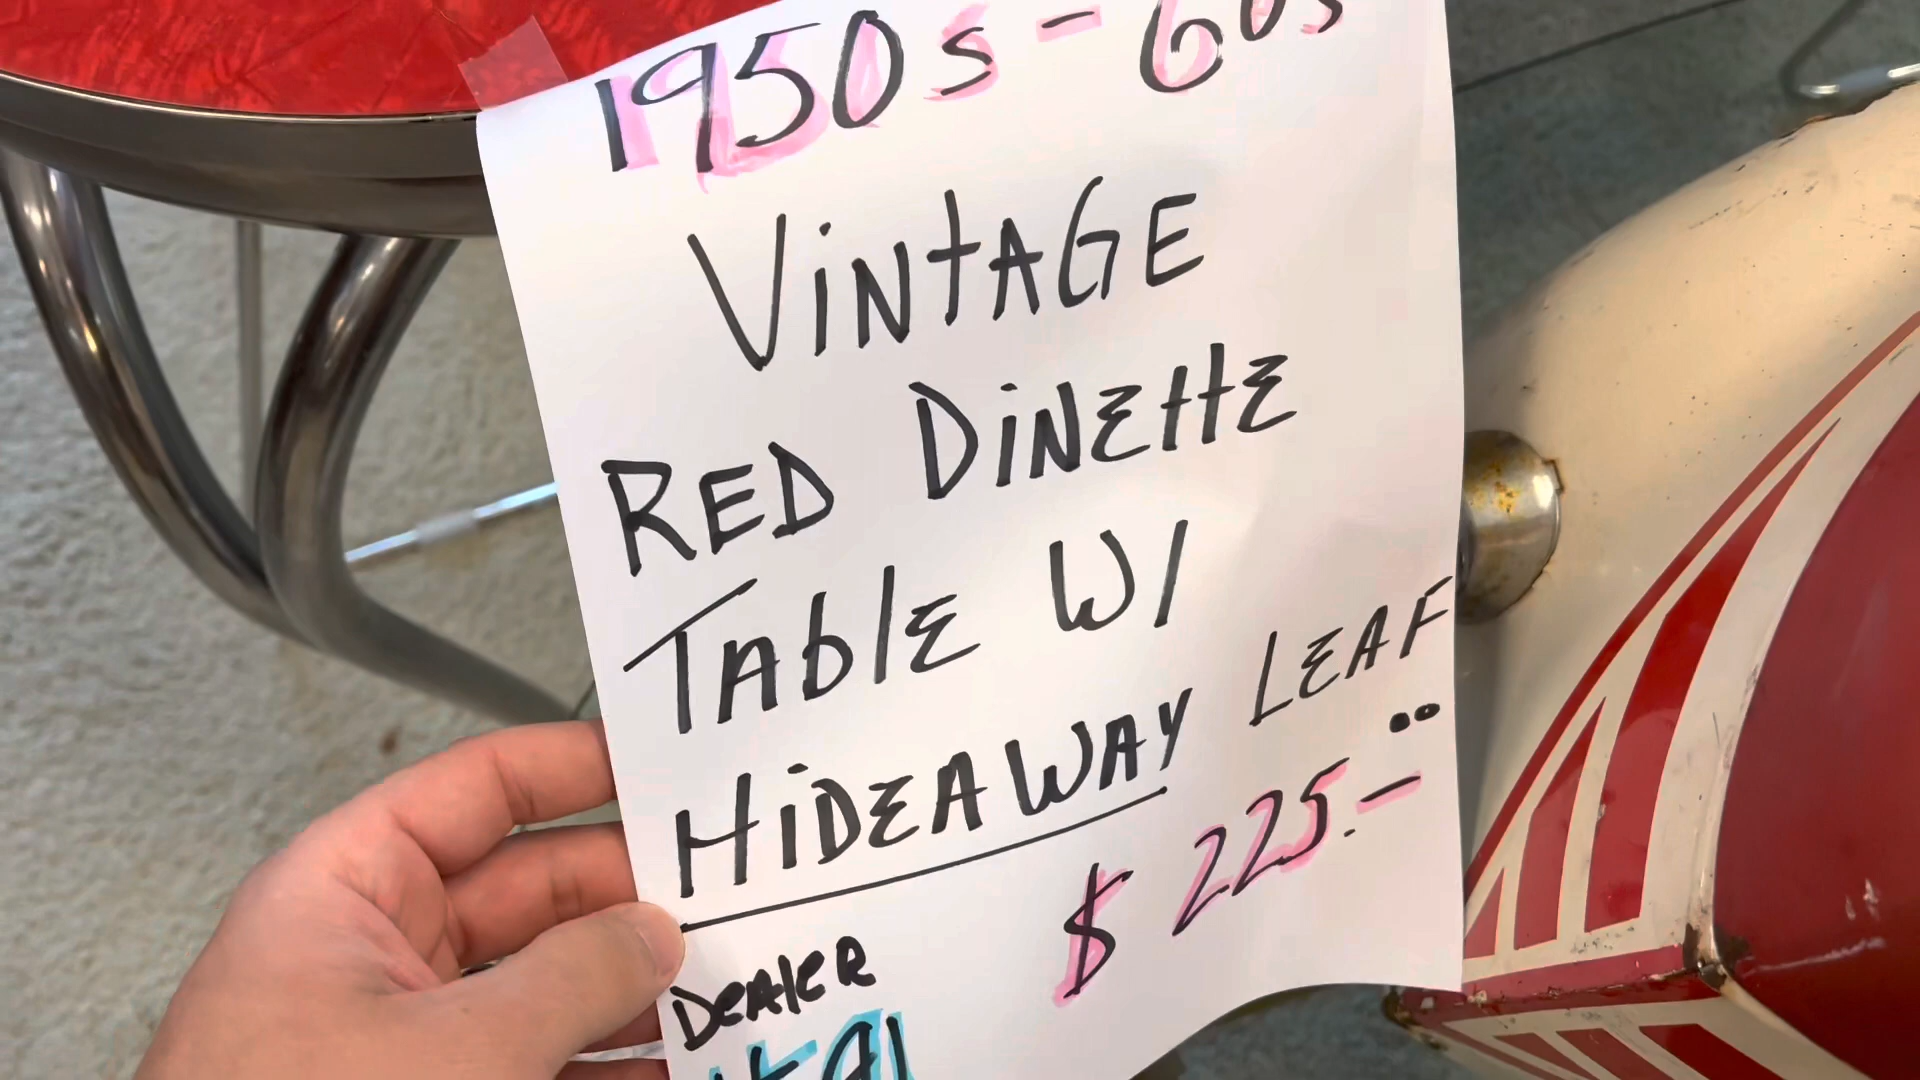 1950s-60s
VINTAGE
RED DINETTE
TABLE W/
HIDEAWAY LEAF
$225.-
DEALER